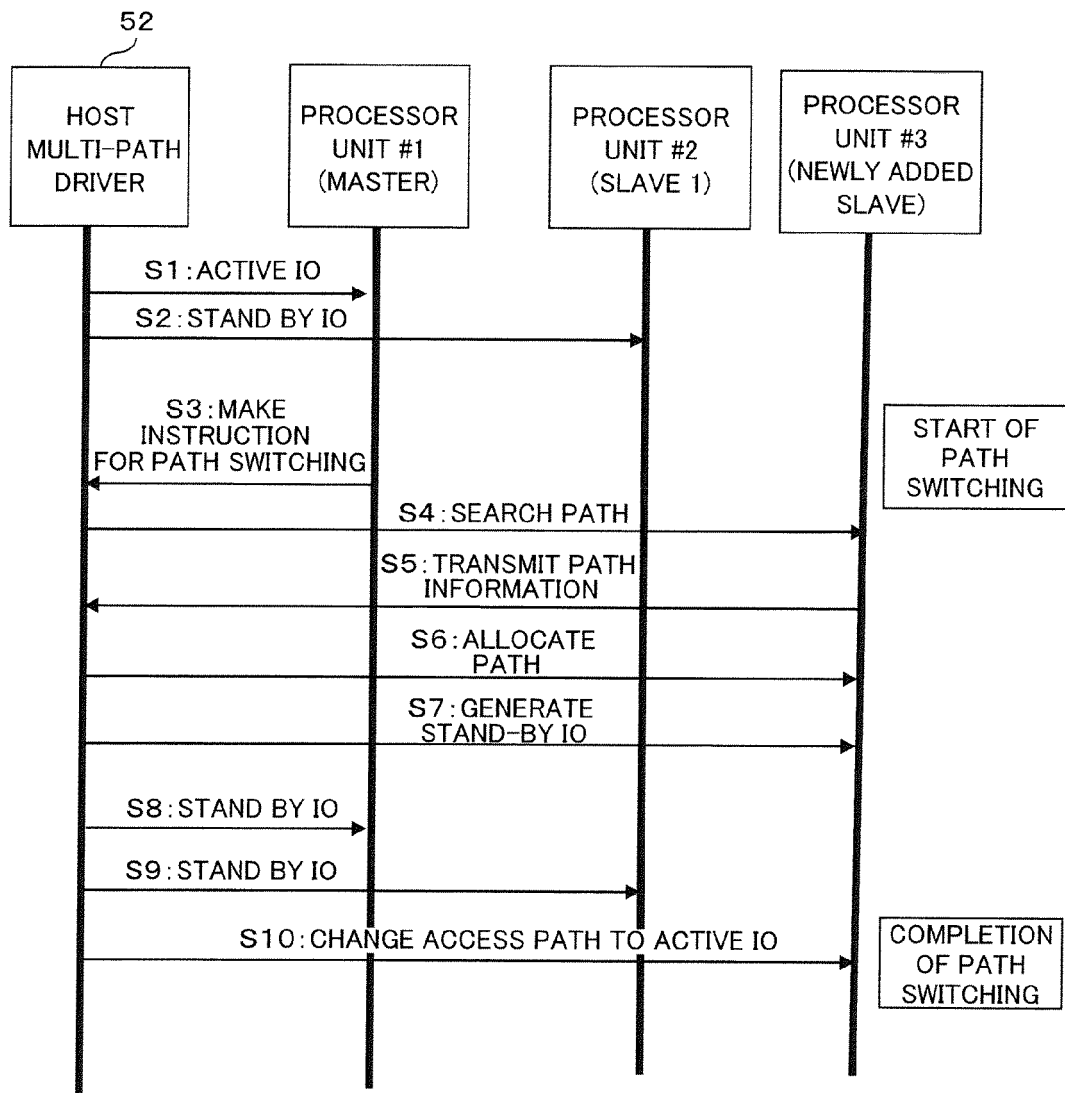 52
HOST
MULTI-PATH
DRIVER
PROCESSOR
UNIT #1
(MASTER)
PROCESSOR
UNIT #2
(SLAVE 1)
PROCESSOR
UNIT #3
(NEWLY ADDED
SLAVE)
S1:ACTIVE IO
S2:STAND BY IO
S3:MAKE
INSTRUCTION
FOR PATH SWITCHING
START OF
PATH
SWITCHING
S4:SEARCH PATH
S5:TRANSMIT PATH
INFORMATION
S6:ALLOCATE
PATH
S7:GENERATE
STAND-BY IO
S8:STAND BY IO
S9:STAND BY IO
S10:CHANGE ACCESS PATH TO ACTIVE IO
COMPLETION
OF PATH
SWITCHING